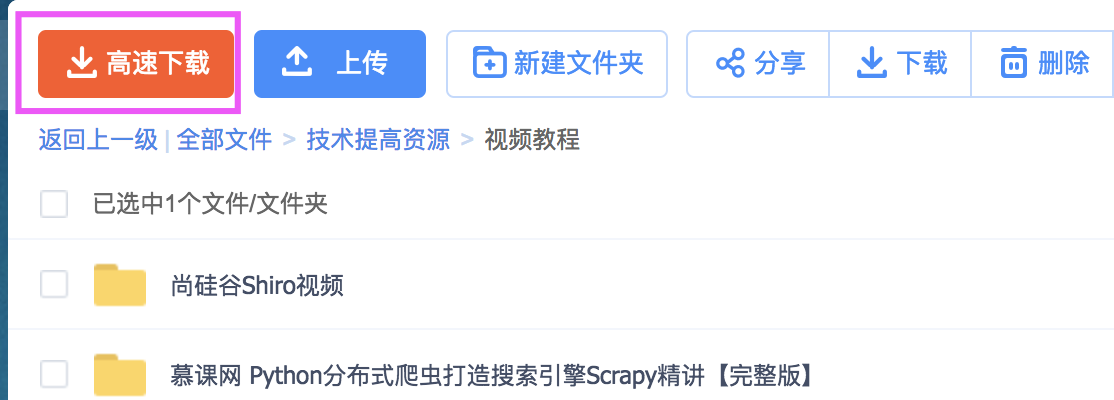 高速下载 上传 新建文件夹 分享 下载 删除
返回上一级 | 全部文件 > 技术提高资源 > 视频教程
已选中1个文件/文件夹
尚硅谷Shiro视频
慕课网 Python分布式爬虫打造搜索引擎Scrapy精讲【完整版】